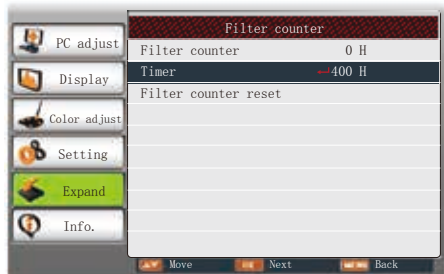 Filter counter
PC adjust
Display
Color adjust
Setting
Expand
Info.
Filter counter 0 H
Timer 400 H
Filter counter reset
Move Next Back